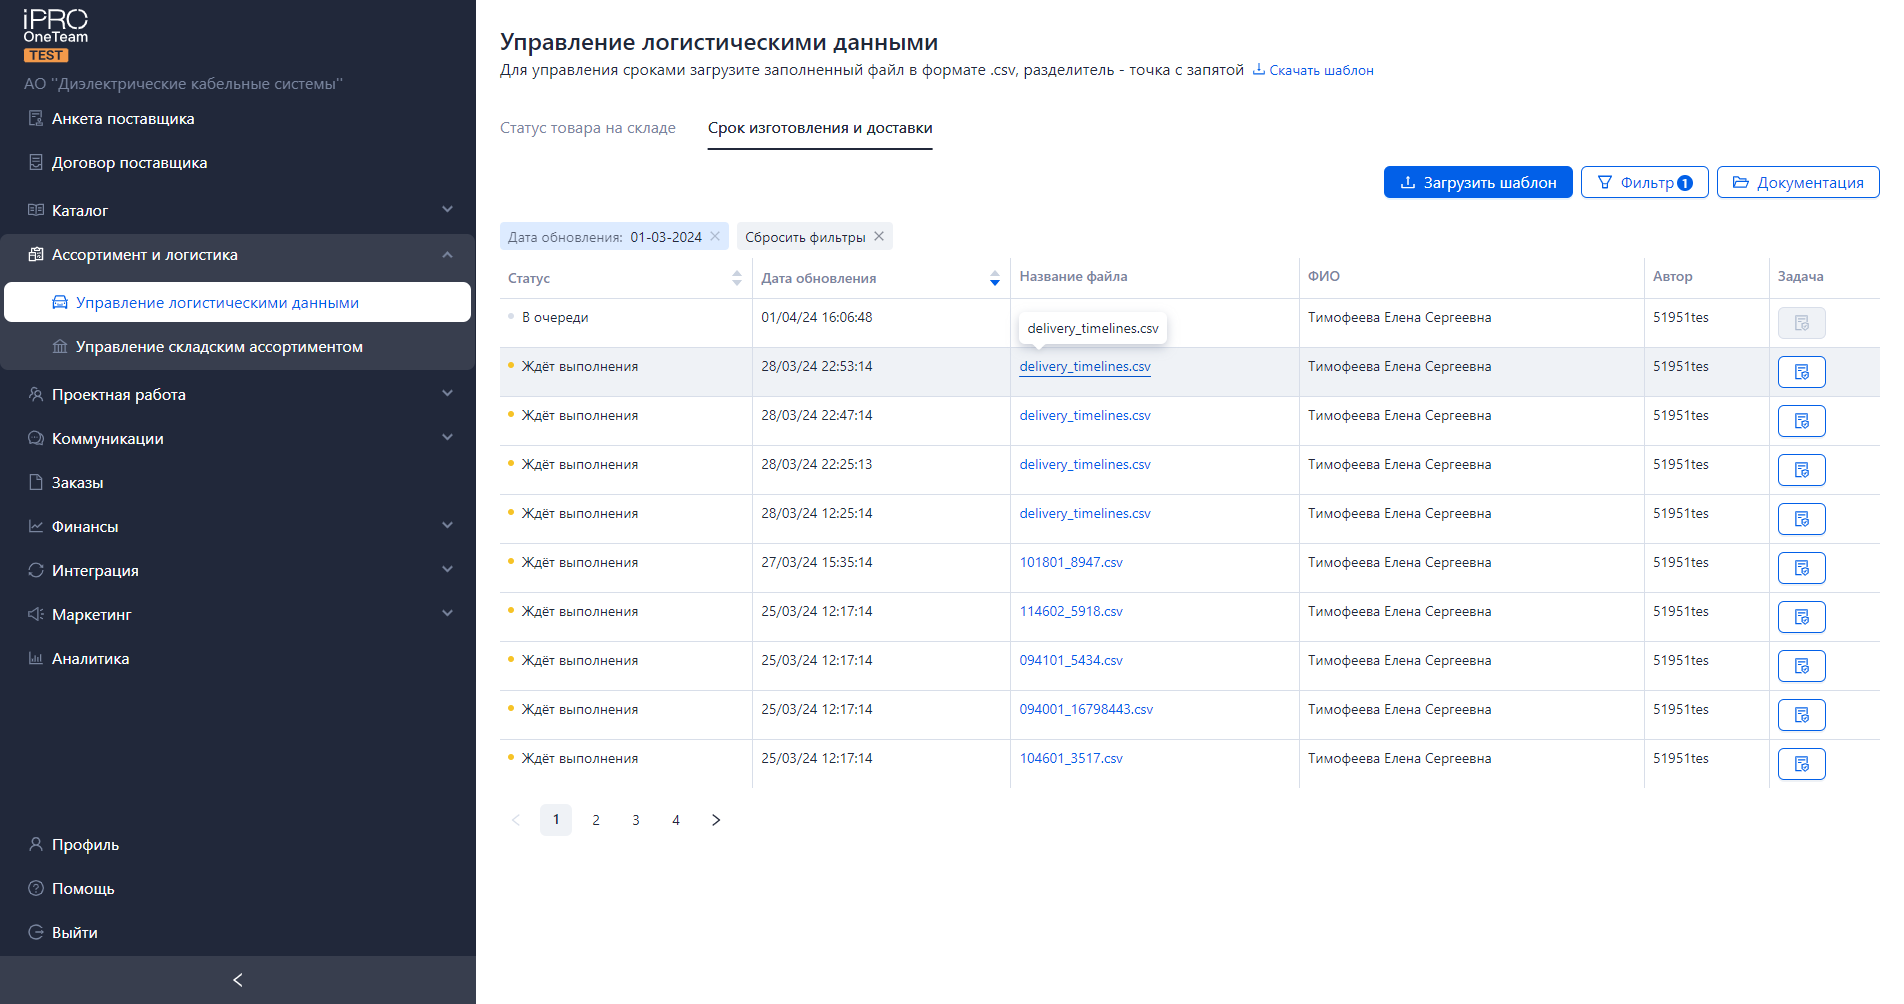 iPRO
OneTeam
TEST
АО "Диэлектрические кабельные системы"
Анкета поставщика
Договор поставщика
Каталог
Ассортимент и логистика
Управление логистическими данными
Управление складским ассортиментом
Проектная работа
Коммуникации
Заказы
Финансы
Интеграция
Маркетинг
Аналитика
Профиль
Помощь
Выйти
Управление логистическими данными
Для управления сроками загрузите заполненный файл в формате .csv, разделитель - точка с запятой Скачать шаблон
Статус товара на складе Срок изготовления и доставки
Загрузить шаблон Фильтр 1 Документация
Дата обновления: 01-03-2024 Сбросить фильтры
Статус Дата обновления Название файла ФИО Автор Задача
В очереди 01/04/24 16:06:48 Тимофеева Елена Сергеевна 51951tes
delivery_timelines.csv
Ждёт выполнения 28/03/24 22:53:14 delivery_timelines.csv Тимофеева Елена Сергеевна 51951tes
Ждёт выполнения 28/03/24 22:47:14 delivery_timelines.csv Тимофеева Елена Сергеевна 51951tes
Ждёт выполнения 28/03/24 22:25:13 delivery_timelines.csv Тимофеева Елена Сергеевна 51951tes
Ждёт выполнения 28/03/24 12:25:14 delivery_timelines.csv Тимофеева Елена Сергеевна 51951tes
Ждёт выполнения 27/03/24 15:35:14 101801_8947.csv Тимофеева Елена Сергеевна 51951tes
Ждёт выполнения 25/03/24 12:17:14 114602_5918.csv Тимофеева Елена Сергеевна 51951tes
Ждёт выполнения 25/03/24 12:17:14 094101_5434.csv Тимофеева Елена Сергеевна 51951tes
Ждёт выполнения 25/03/24 12:17:14 094001_16798443.csv Тимофеева Елена Сергеевна 51951tes
Ждёт выполнения 25/03/24 12:17:14 104601_3517.csv Тимофеева Елена Сергеевна 51951tes
1 2 3 4